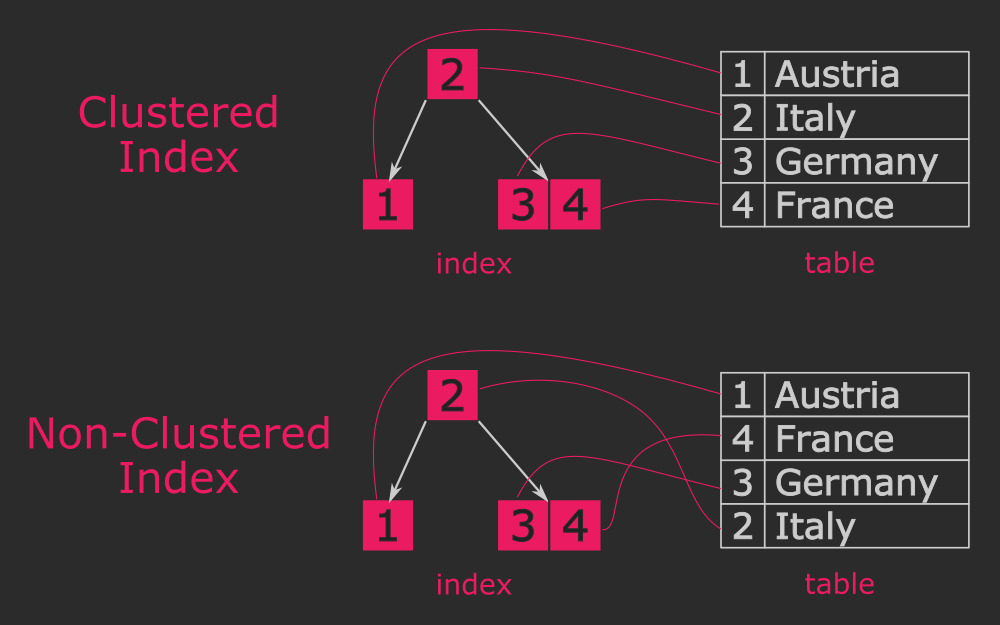 Clustered
Index
2
1
3 4
index
1 Austria
2 Italy
3 Germany
4 France
table
Non-Clustered
Index
2
1
3 4
index
1 Austria
4 France
3 Germany
2 Italy
table